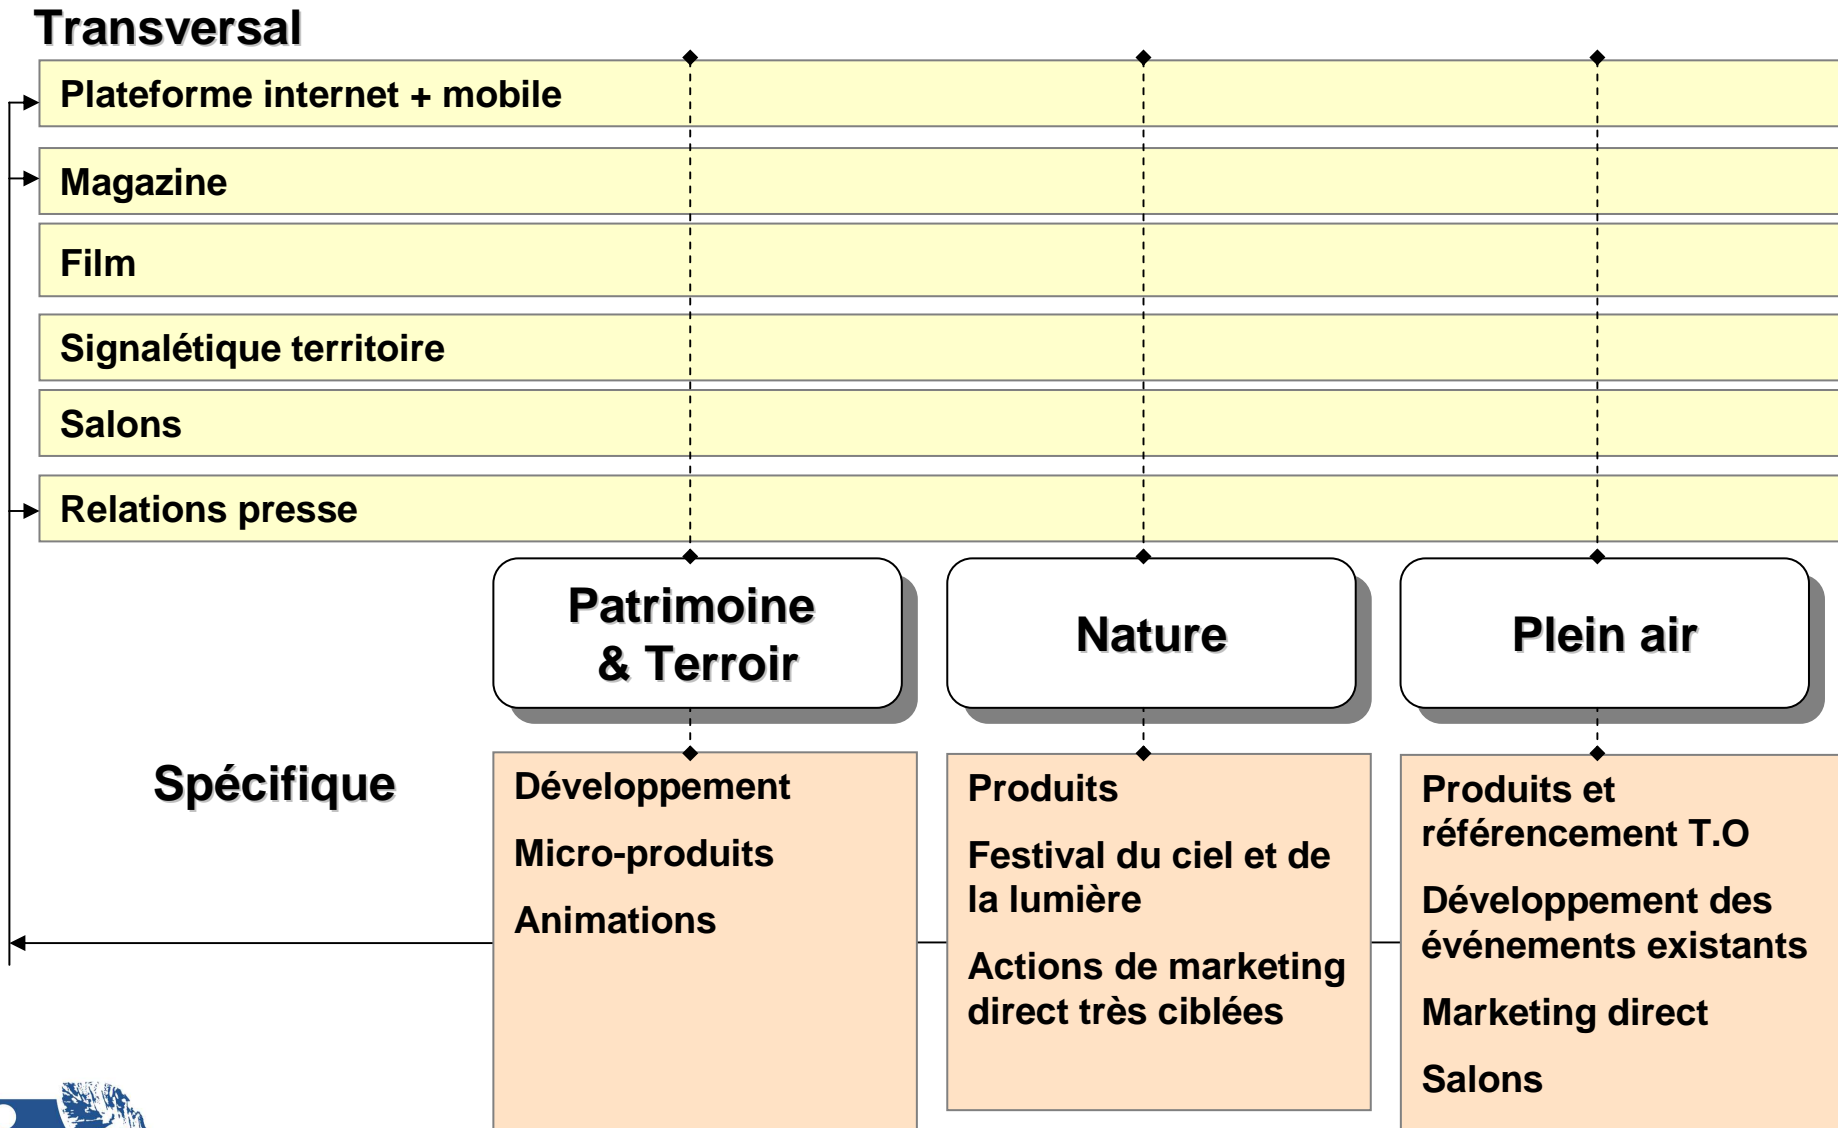 Transversal
Plateforme internet + mobile
Magazine
Film
Signalétique territoire
Salons
Relations presse
Patrimoine
& Terroir
Nature
Plein air
Spécifique
Développement
Micro-produits
Animations
Produits
Festival du ciel et de
la lumière
Actions de marketing
direct très ciblées
Produits et
référencement T.O
Développement des
événements existants
Marketing direct
Salons